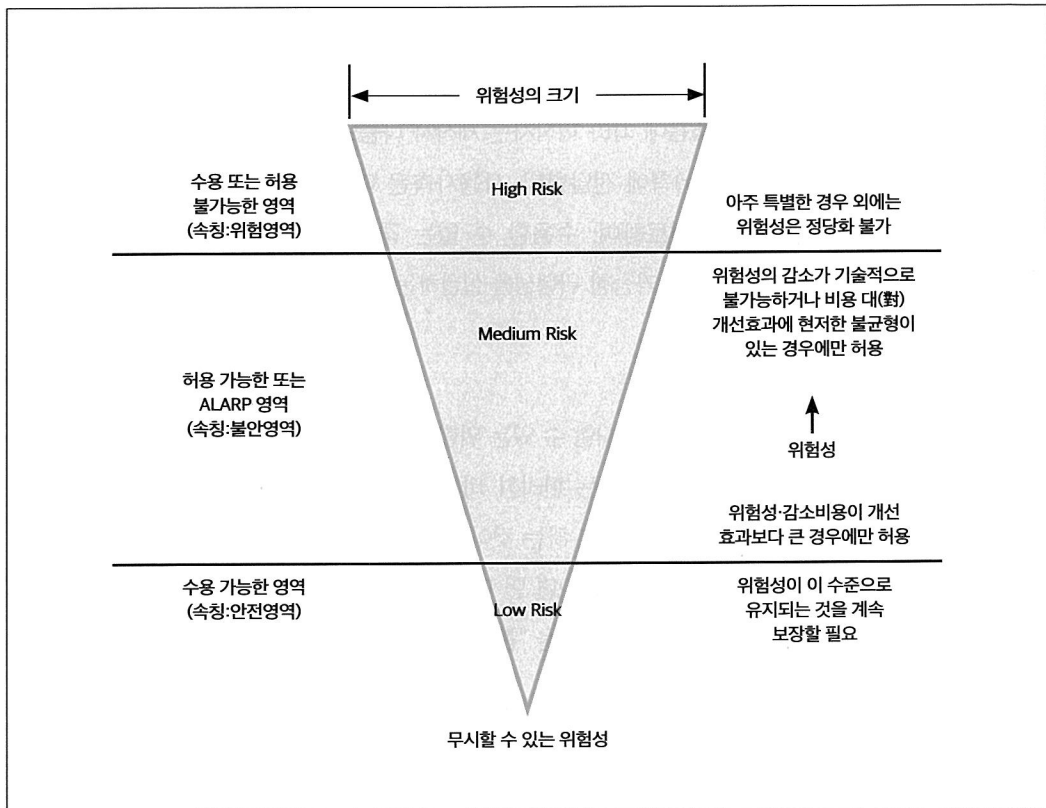 위험성의 크기
수용 또는 허용
불가능한 영역
(속칭:위험영역)
High Risk
아주 특별한 경우 외에는
위험성은 정당화 불가
허용 가능한 또는
ALARP 영역
(속칭:불안영역)
Medium Risk
위험성의 감소가 기술적으로
불가능하거나 비용 대(對)
개선효과에 현저한 불균형이
있는 경우에만 허용
위험성
위험성·감소비용이 개선
효과보다 큰 경우에만 허용
수용 가능한 영역
(속칭:안전영역)
Low Risk
위험성이 이 수준으로
유지되는 것을 계속
보장할 필요
무시할 수 있는 위험성